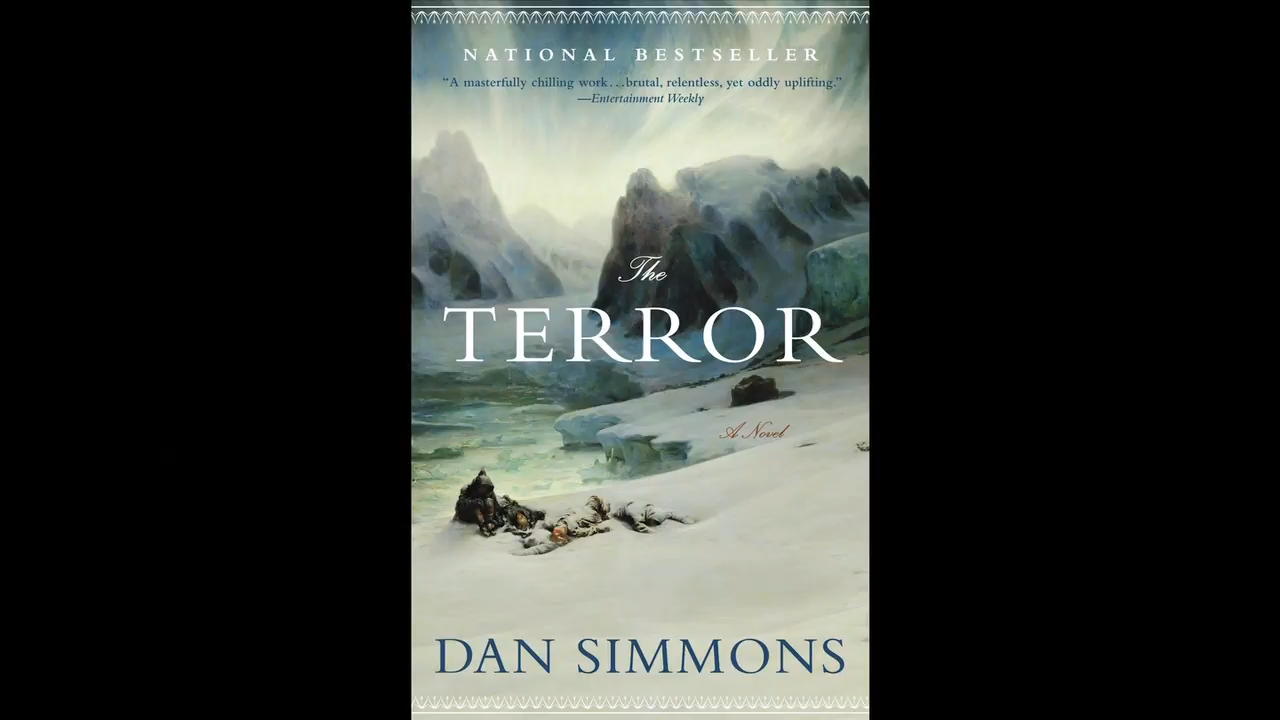 NATIONAL BESTSELLER
“A masterfully chilling work...brutal, relentless, yet oddly uplifting.”
—Entertainment Weekly
The
TERROR
A Novel
DAN SIMMONS